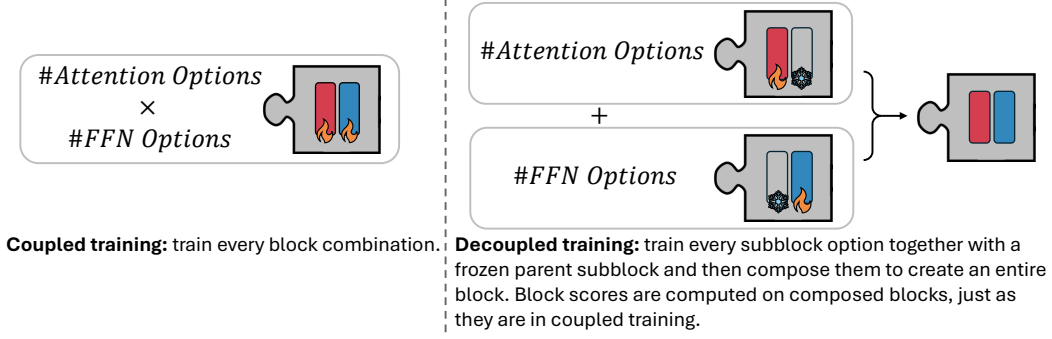 #Attention Options
×
#FFN Options
Coupled training: train every block combination.
#Attention Options
+
#FFN Options
Decoupled training: train every subblock option together with a
frozen parent subblock and then compose them to create an entire
block. Block scores are computed on composed blocks, just as
they are in coupled training.